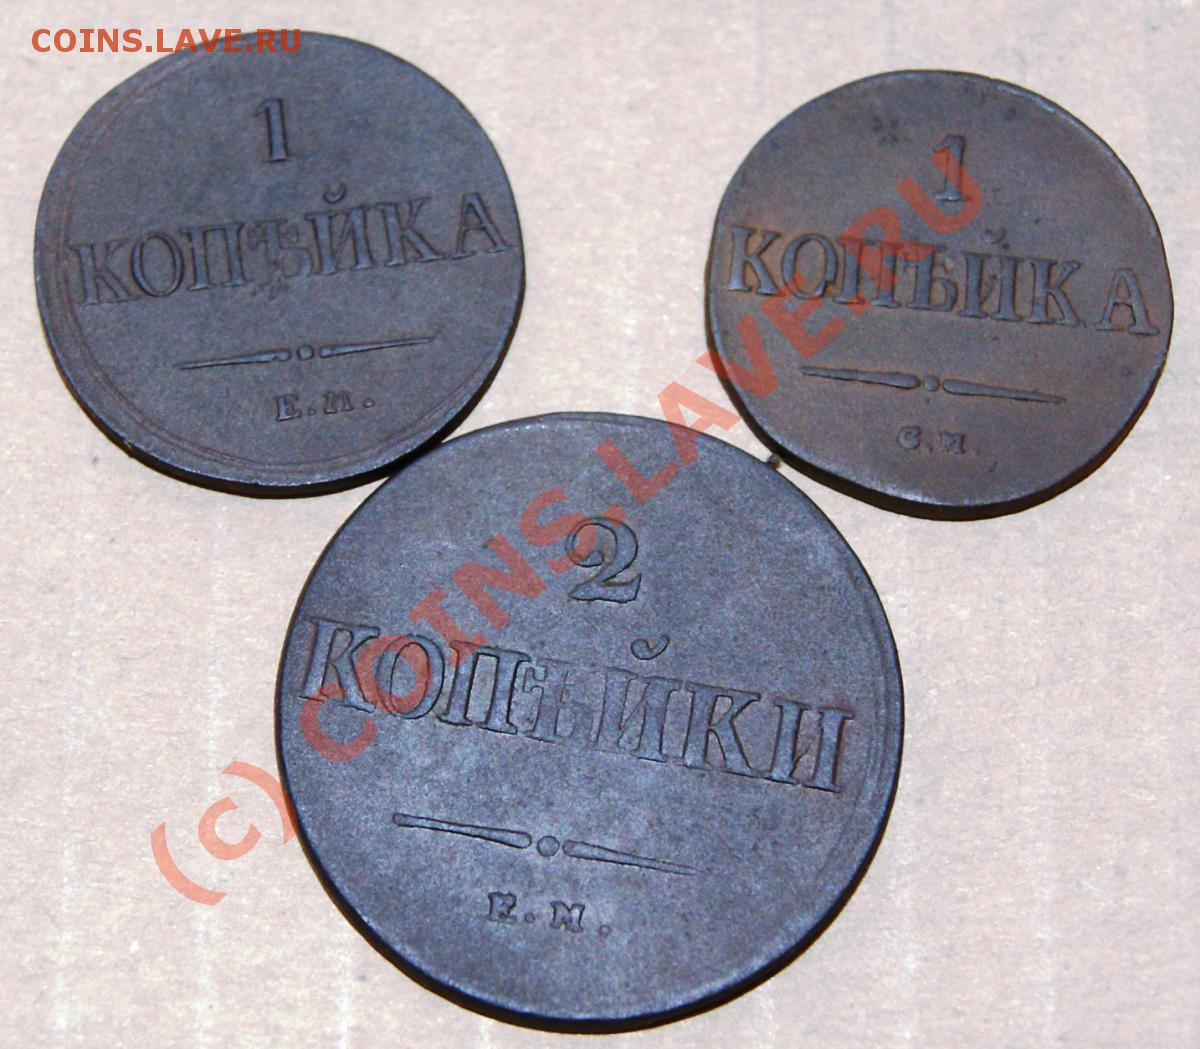 COINS.LAVE.RU
1
КОПѢЙКА
Е.М.
1
КОПѢЙКА
С.М.
2
КОПѢЙКИ
Е.М.
(c) COINS.LAVE.RU